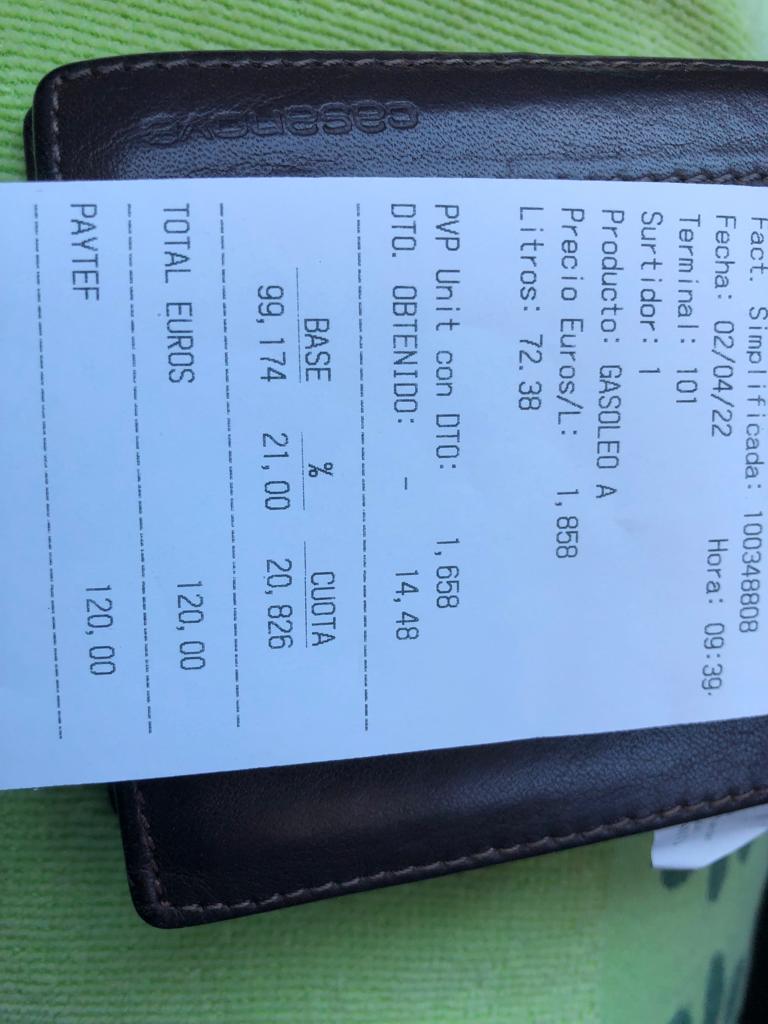 Fact. Simplificada: 100348808
Fecha: 02/04/22 Hora: 09:39
Terminal: 101
Surtidor: 1
Producto: GASOLEO A
Precio Euros/L: 1,858
Litros: 72.38
PVP Unit con DTO: 1,658
DTO. OBTENIDO: - 14,48
BASE % CUOTA
99,174 21,00 20,826
TOTAL EUROS 120,00
PAYTEF 120,00